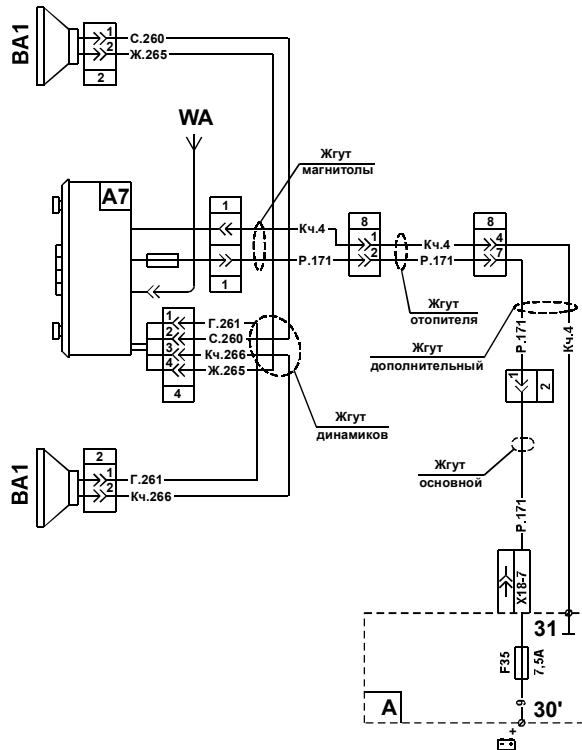 BA1
1
2
С.260
Ж.265
2
WA
A7
Жгут
магнитолы
1
1
Кч.4
Р.171
8
1
2
Кч.4
Р.171
8
4
7
Жгут
отопителя
1
2
3
4
4
Г.261
С.260
Кч.266
Ж.265
Жгут
дополнительный
Р.171
Кч.4
1
2
Жгут
динамиков
BA1
2
1
2
Г.261
Кч.266
Жгут
основной
Р.171
X18-7
31
F35
7,5A
A
9
30'
+